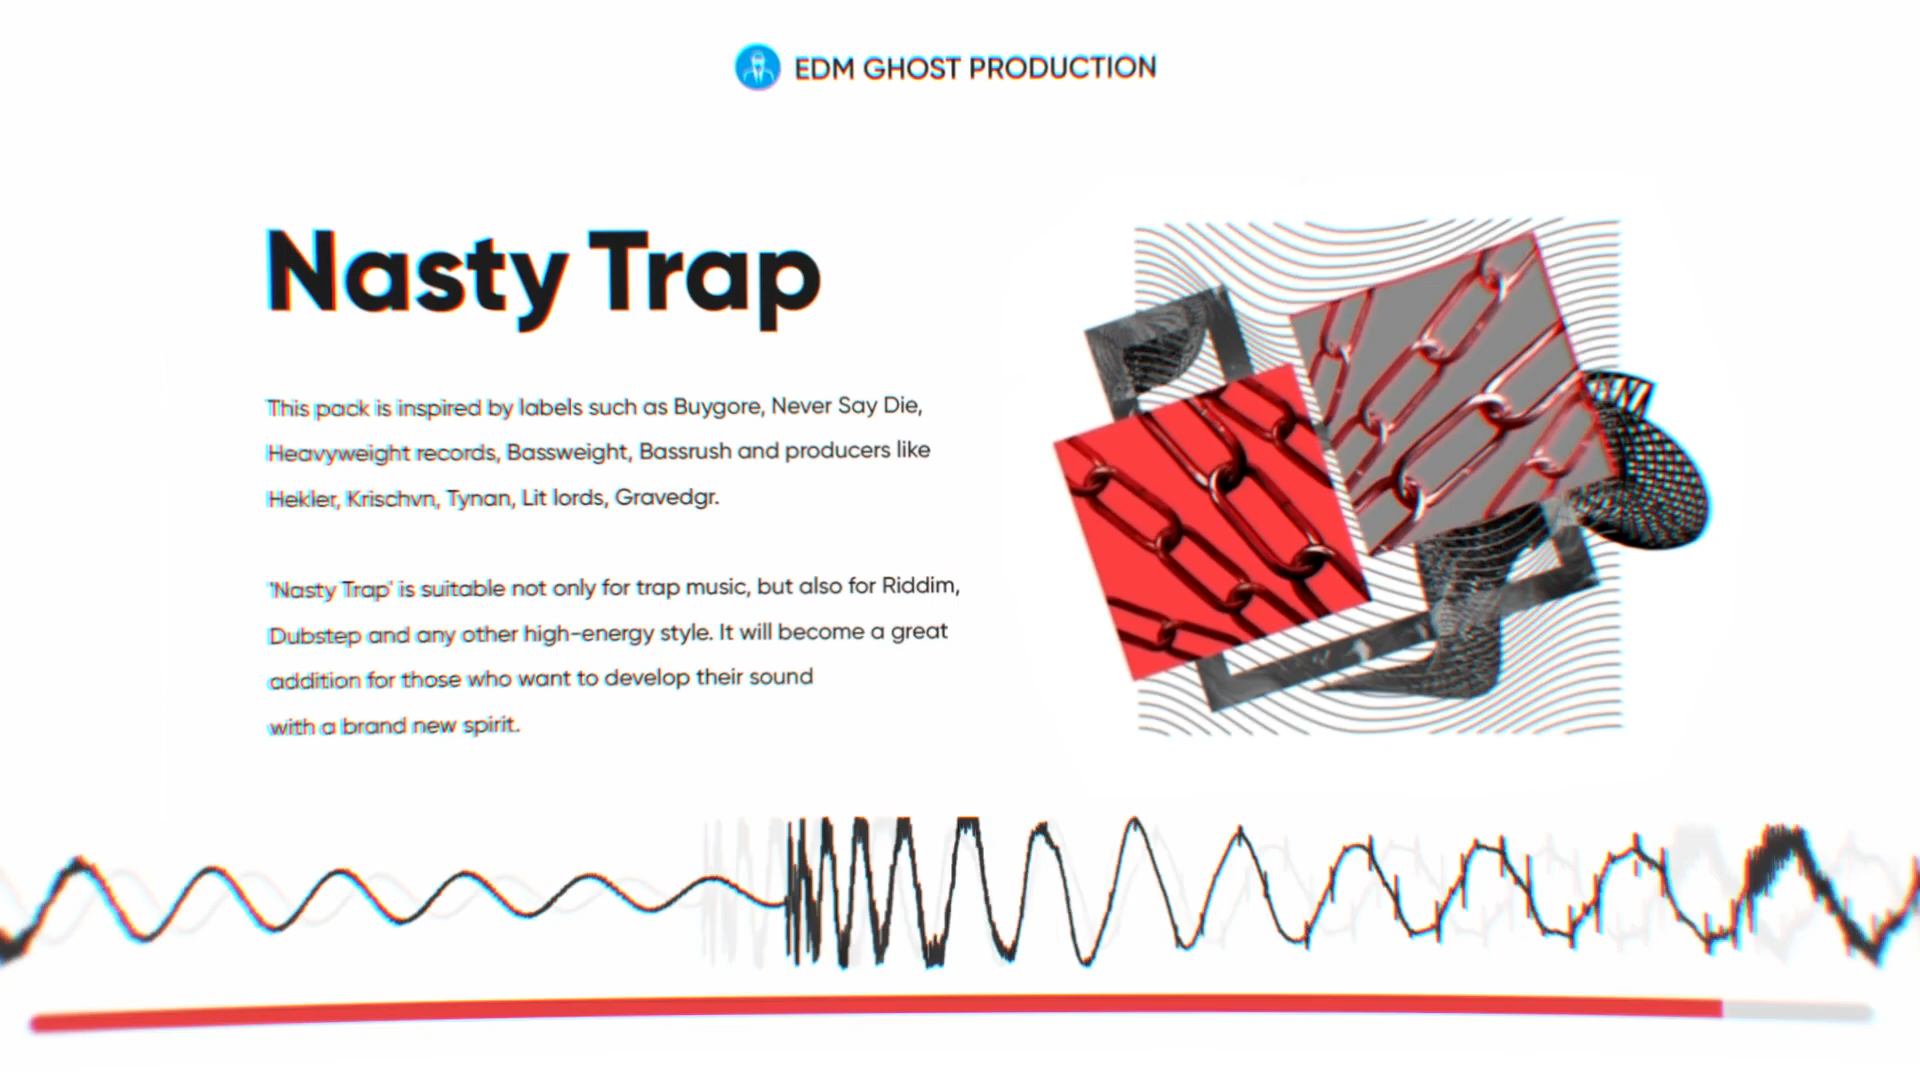 EDM GHOST PRODUCTION
Nasty Trap
This pack is inspired by labels such as Buygore, Never Say Die,
Heavyweight records, Bassweight, Bassrush and producers like
Hekler, Krischvn, Tynan, Lit lords, Gravedgr.
'Nasty Trap' is suitable not only for trap music, but also for Riddim,
Dubstep and any other high-energy style. It will become a great
addition for those who want to develop their sound
with a brand new spirit.